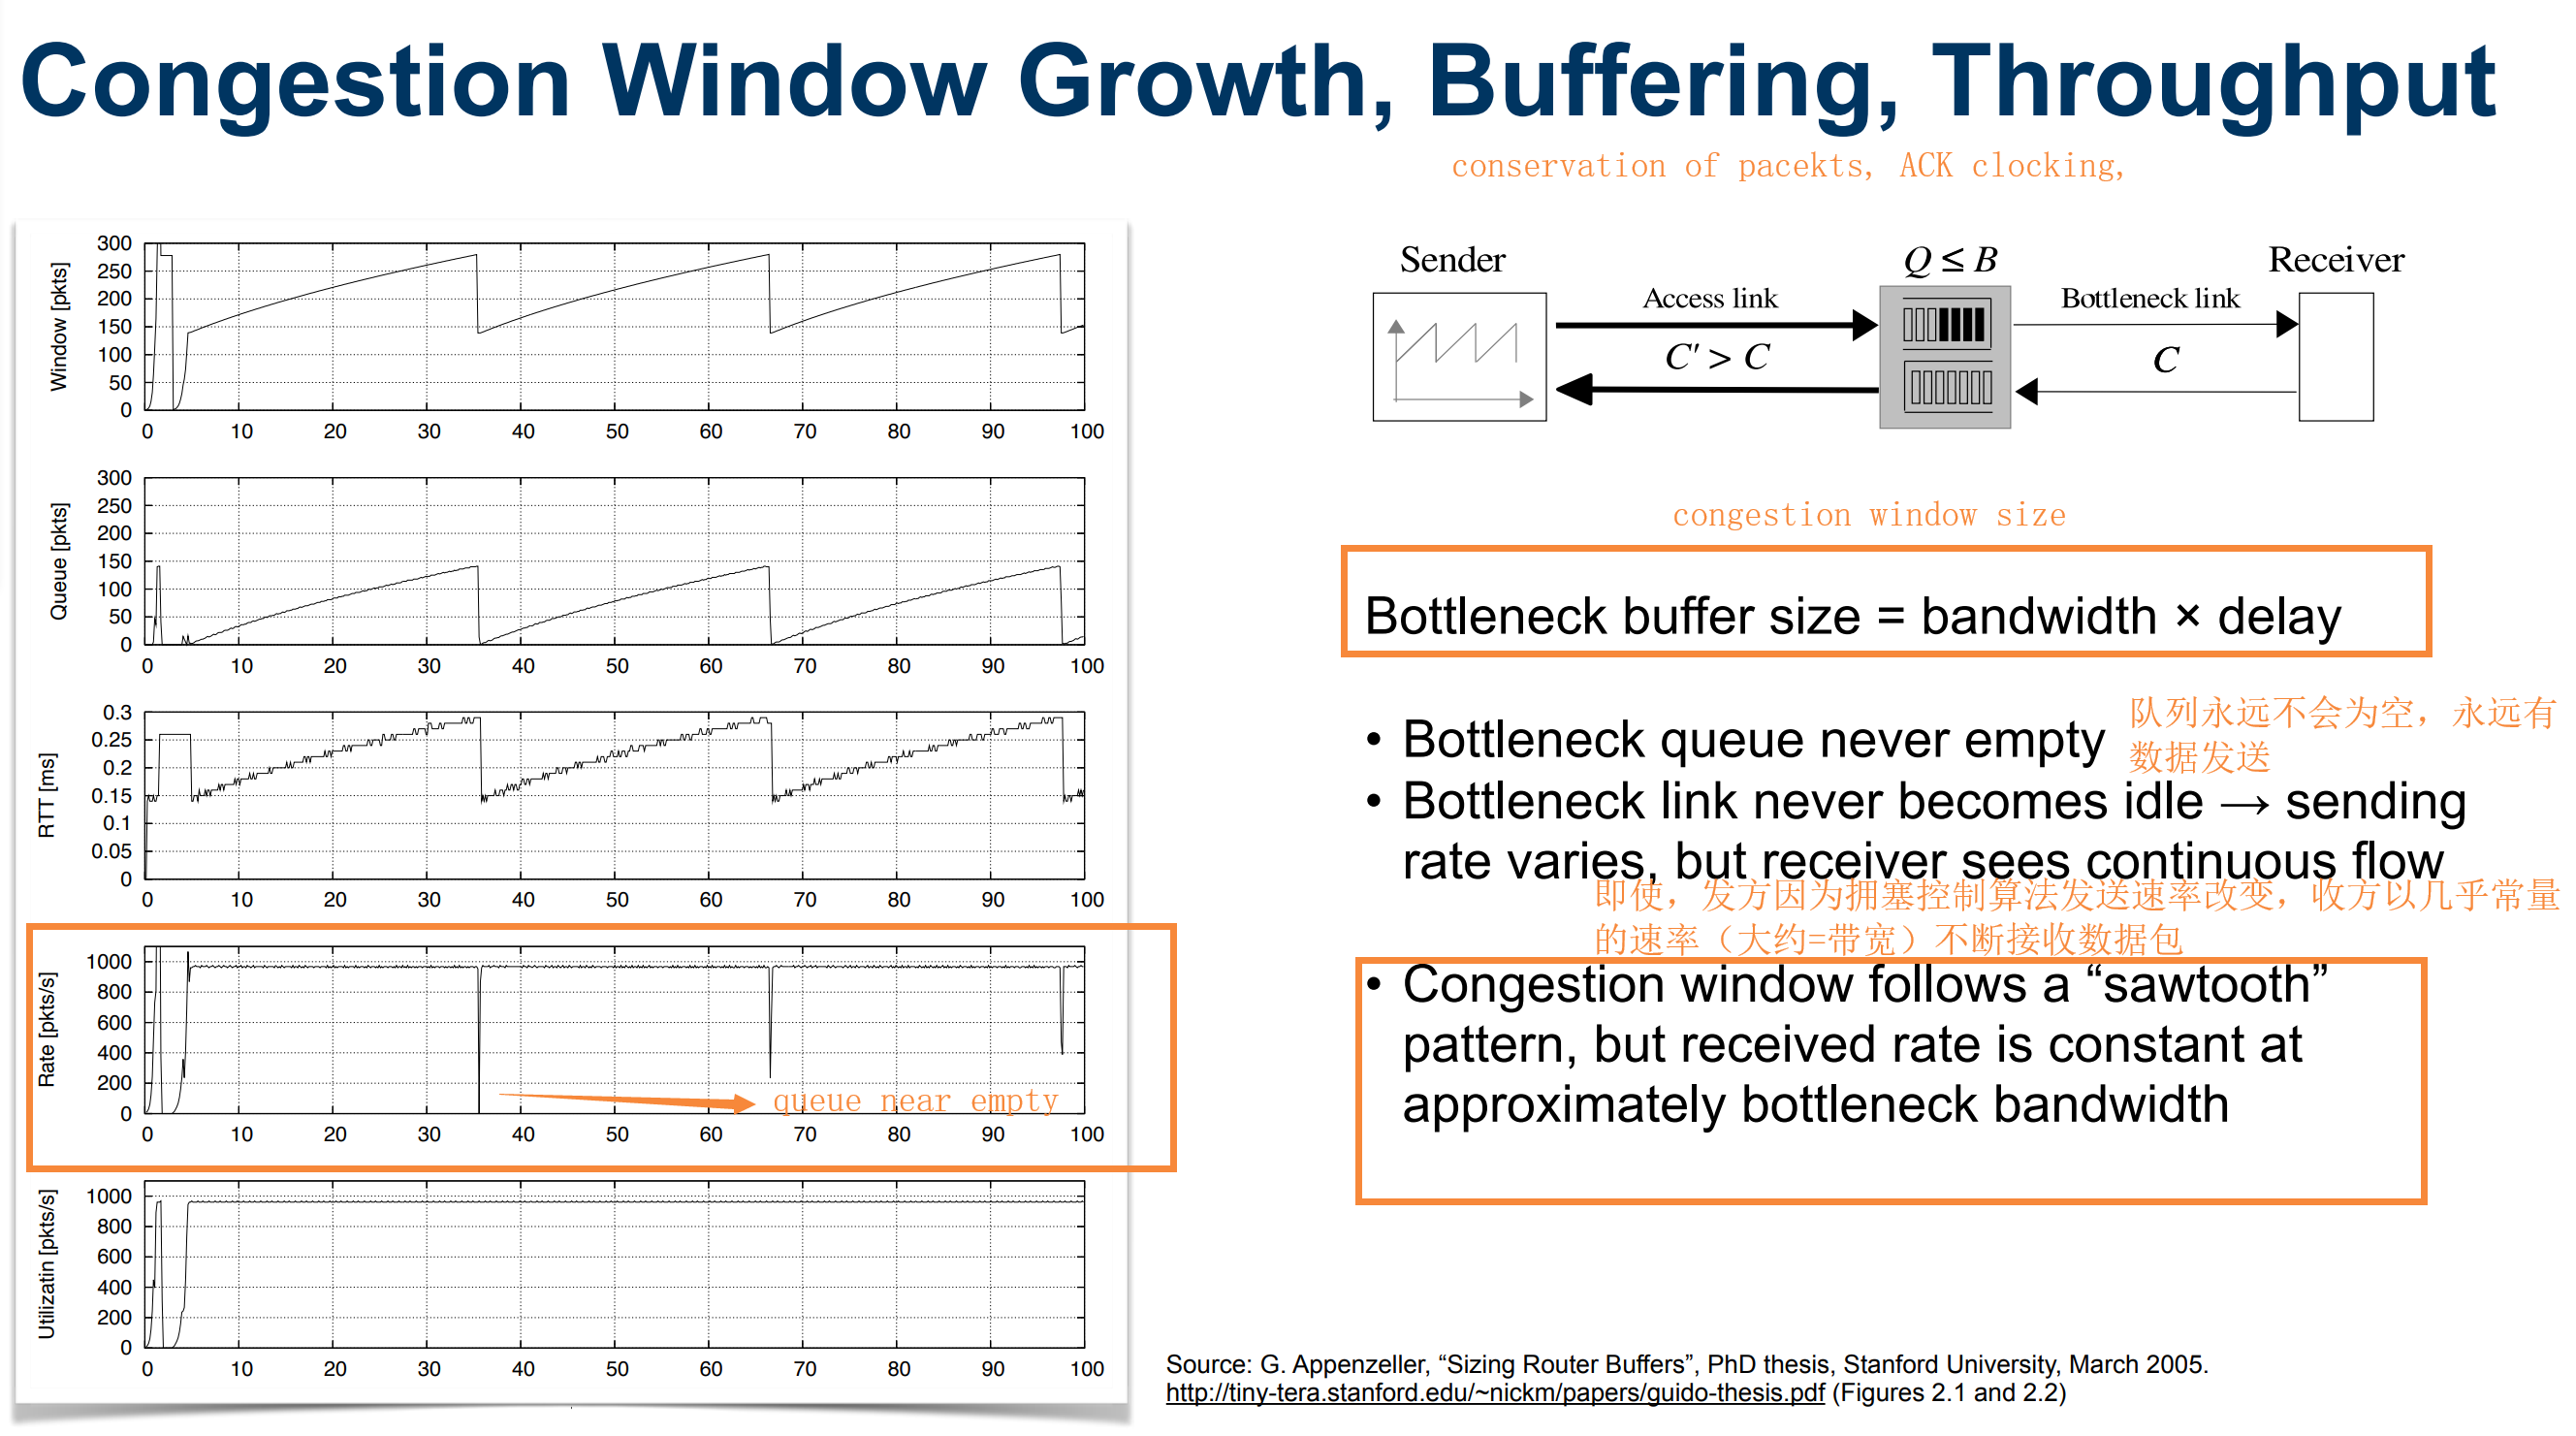 Congestion Window Growth, Buffering, Throughput
conservation of pacekts, ACK clocking,
Window [pkts]
300
250
200
150
100
50
0
0 10 20 30 40 50 60 70 80 90 100
Queue [pkts]
300
250
200
150
100
50
0
0 10 20 30 40 50 60 70 80 90 100
RTT [ms]
0.3
0.25
0.2
0.15
0.1
0.05
0
0 10 20 30 40 50 60 70 80 90 100
Rate [pkts/s]
1000
800
600
400
200
0
queue near empty
0 10 20 30 40 50 60 70 80 90 100
Utilizatin [pkts/s]
1000
800
600
400
200
0
0 10 20 30 40 50 60 70 80 90 100
Sender
Q ≤ B
Receiver
Access link
Bottleneck link
C' > C
C
congestion window size
Bottleneck buffer size = bandwidth × delay
• Bottleneck queue never empty
队列永远不会为空，永远有
数据发送
• Bottleneck link never becomes idle → sending
rate varies, but receiver sees continuous flow
即使，发方因为拥塞控制算法发送速率改变，收方以几乎常量
的速率（大约=带宽）不断接收数据包
• Congestion window follows a “sawtooth”
pattern, but received rate is constant at
approximately bottleneck bandwidth
Source: G. Appenzeller, “Sizing Router Buffers”, PhD thesis, Stanford University, March 2005.
http://tiny-tera.stanford.edu/~nickm/papers/guido-thesis.pdf (Figures 2.1 and 2.2)